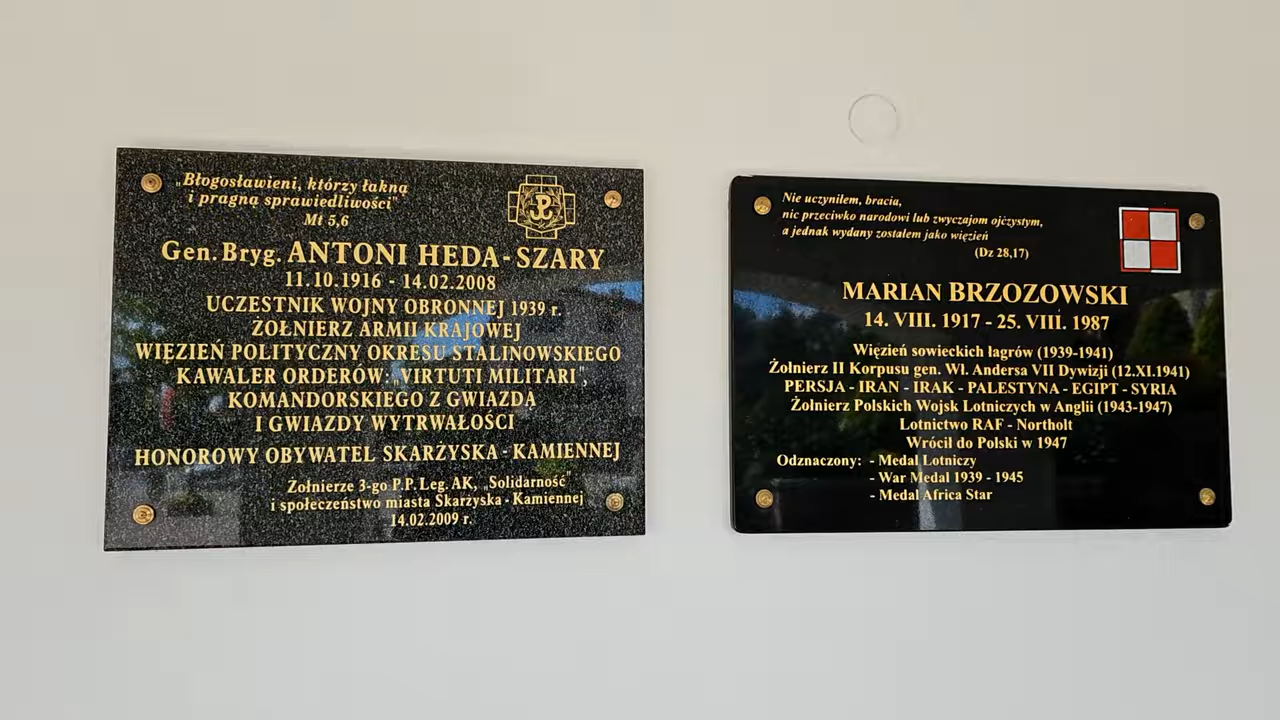 „Błogosławieni, którzy łakną
i pragną sprawiedliwości"
Mt 5,6
Gen. Bryg. ANTONI HEDA - SZARY
11.10.1916 - 14.02.2008
UCZESTNIK WOJNY OBRONNEJ 1939 r.
ŻOŁNIERZ ARMII KRAJOWEJ
WIĘZIEŃ POLITYCZNY OKRESU STALINOWSKIEGO
KAWALER ORDERÓW: „VIRTUTI MILITARI",
KOMANDORSKIEGO Z GWIAZDĄ
I GWIAZDY WYTRWAŁOŚCI
HONOROWY OBYWATEL SKARŻYSKA - KAMIENNEJ
Żołnierze 3-go P.P. Leg. AK, „Solidarność"
i społeczeństwo miasta Skarżyska - Kamiennej
14.02.2009 r.
Nie uczyniłem, bracia,
nic przeciwko narodowi lub zwyczajom ojczystym,
a jednak wydany zostałem jako więzień
(Dz 28,17)
MARIAN BRZOZOWSKI
14. VIII. 1917 - 25. VIII. 1987
Więzień sowieckich łagrów (1939-1941)
Żołnierz II Korpusu gen. Wł. Andersa VII Dywizji (12.XI.1941)
PERSJA - IRAN - IRAK - PALESTYNA - EGIPT - SYRIA
Żołnierz Polskich Wojsk Lotniczych w Anglii (1943-1947)
Lotnictwo RAF - Northolt
Wrócił do Polski w 1947
Odznaczony: - Medal Lotniczy
- War Medal 1939 - 1945
- Medal Africa Star